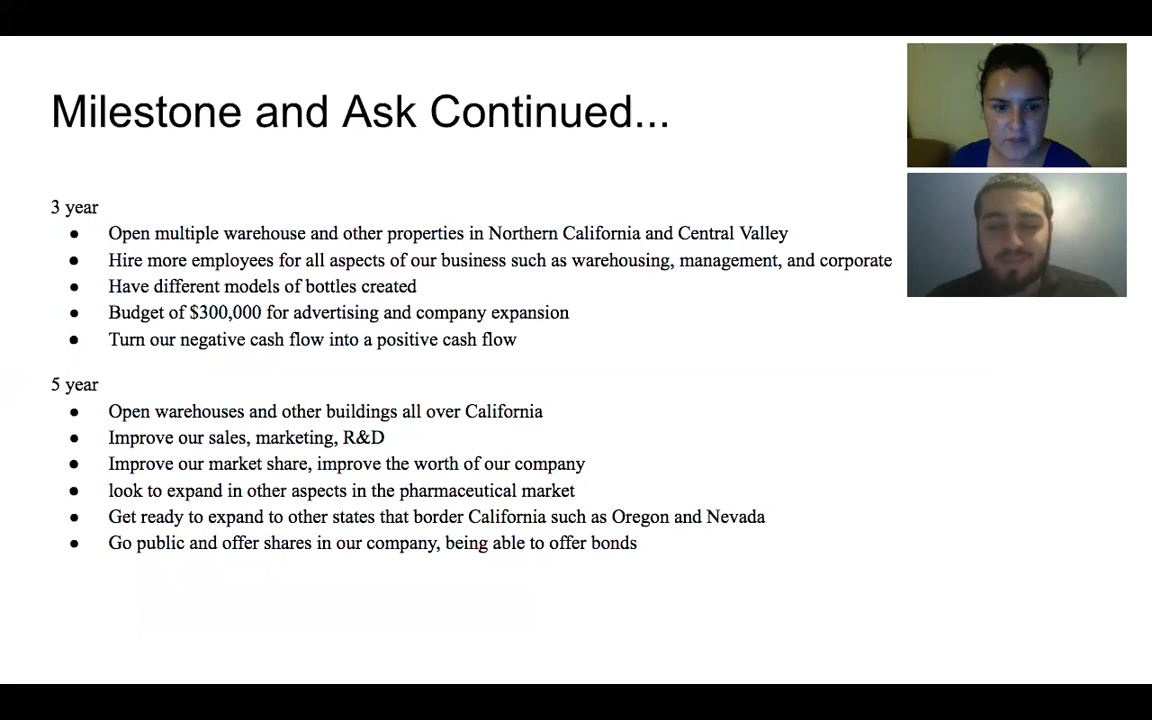 Milestone and Ask Continued...
3 year
● Open multiple warehouse and other properties in Northern California and Central Valley
● Hire more employees for all aspects of our business such as warehousing, management, and corporate
● Have different models of bottles created
● Budget of $300,000 for advertising and company expansion
● Turn our negative cash flow into a positive cash flow
5 year
● Open warehouses and other buildings all over California
● Improve our sales, marketing, R&D
● Improve our market share, improve the worth of our company
● look to expand in other aspects in the pharmaceutical market
● Get ready to expand to other states that border California such as Oregon and Nevada
● Go public and offer shares in our company, being able to offer bonds